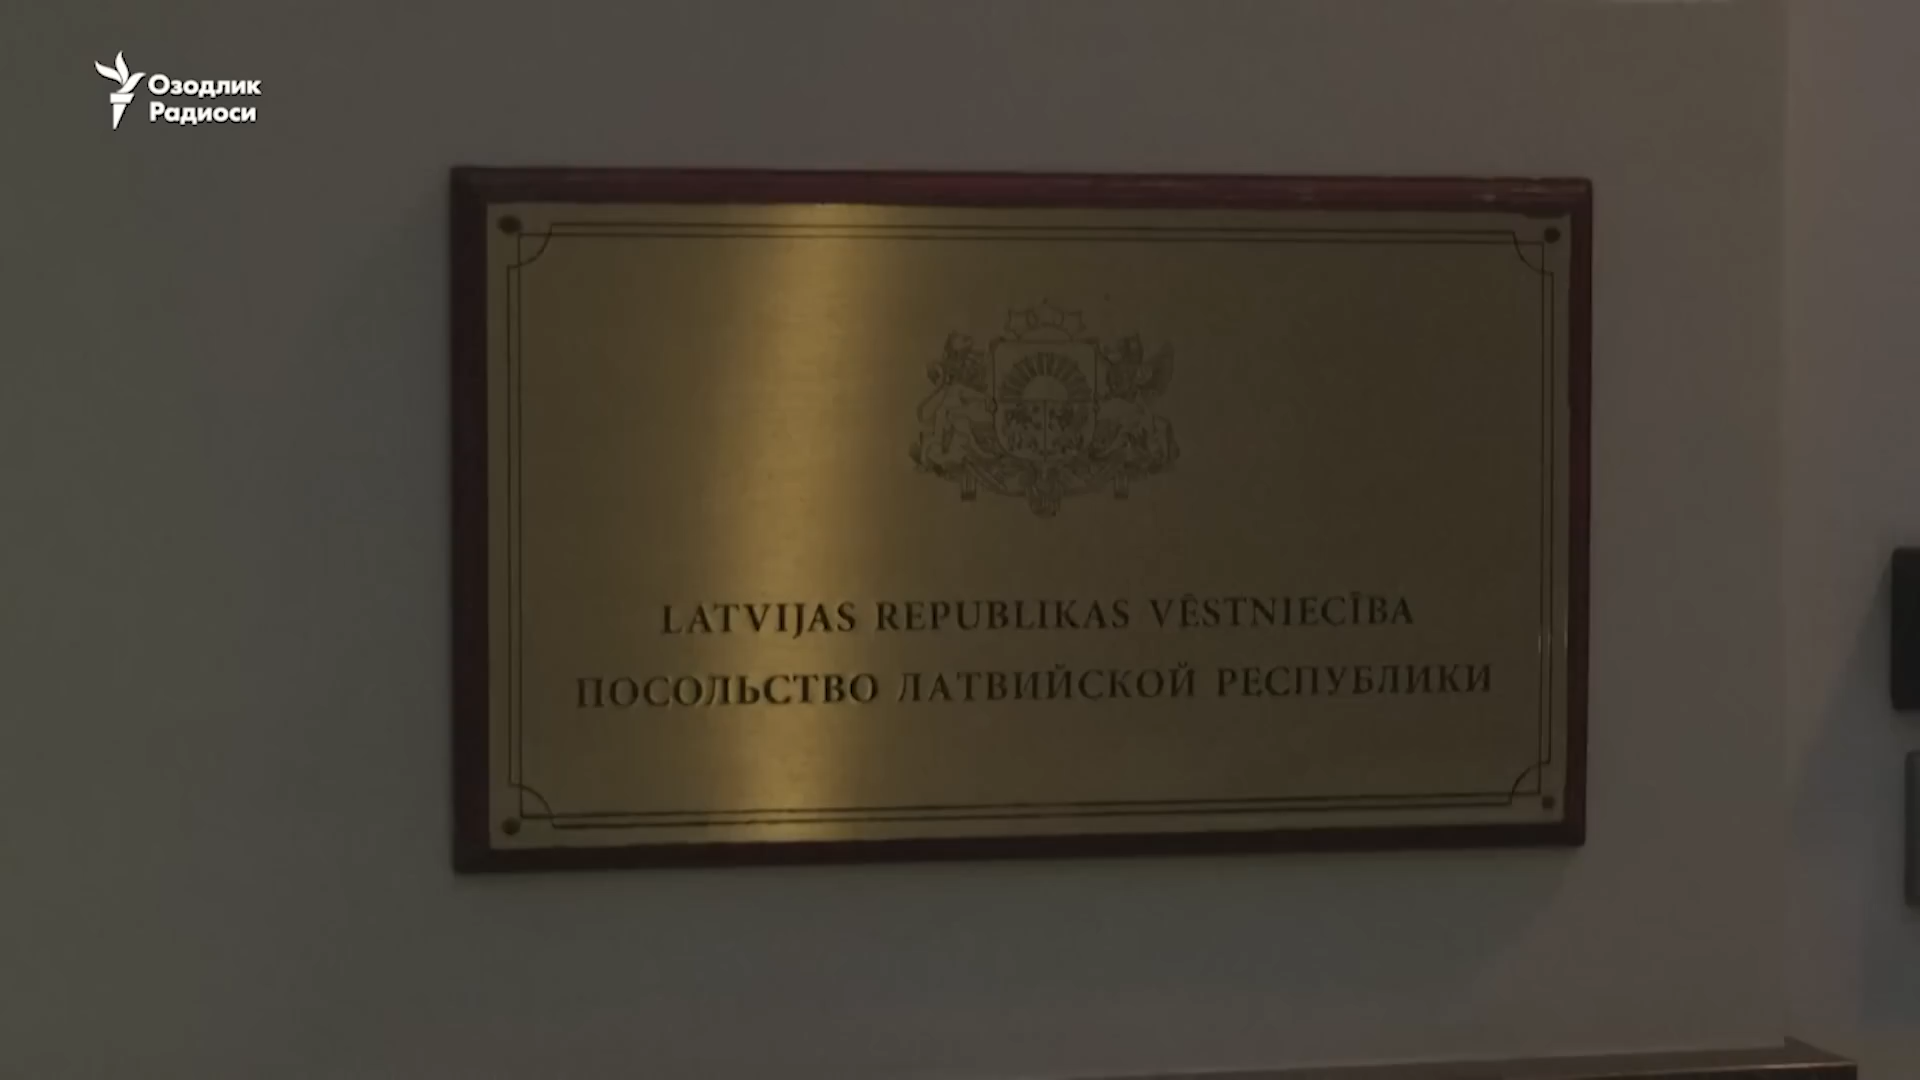 Озодлик
Радиоси
LATVIJAS REPUBLIKAS VĒSTNIECĪBA
ПОСОЛЬСТВО ЛАТВИЙСКОЙ РЕСПУБЛИКИ